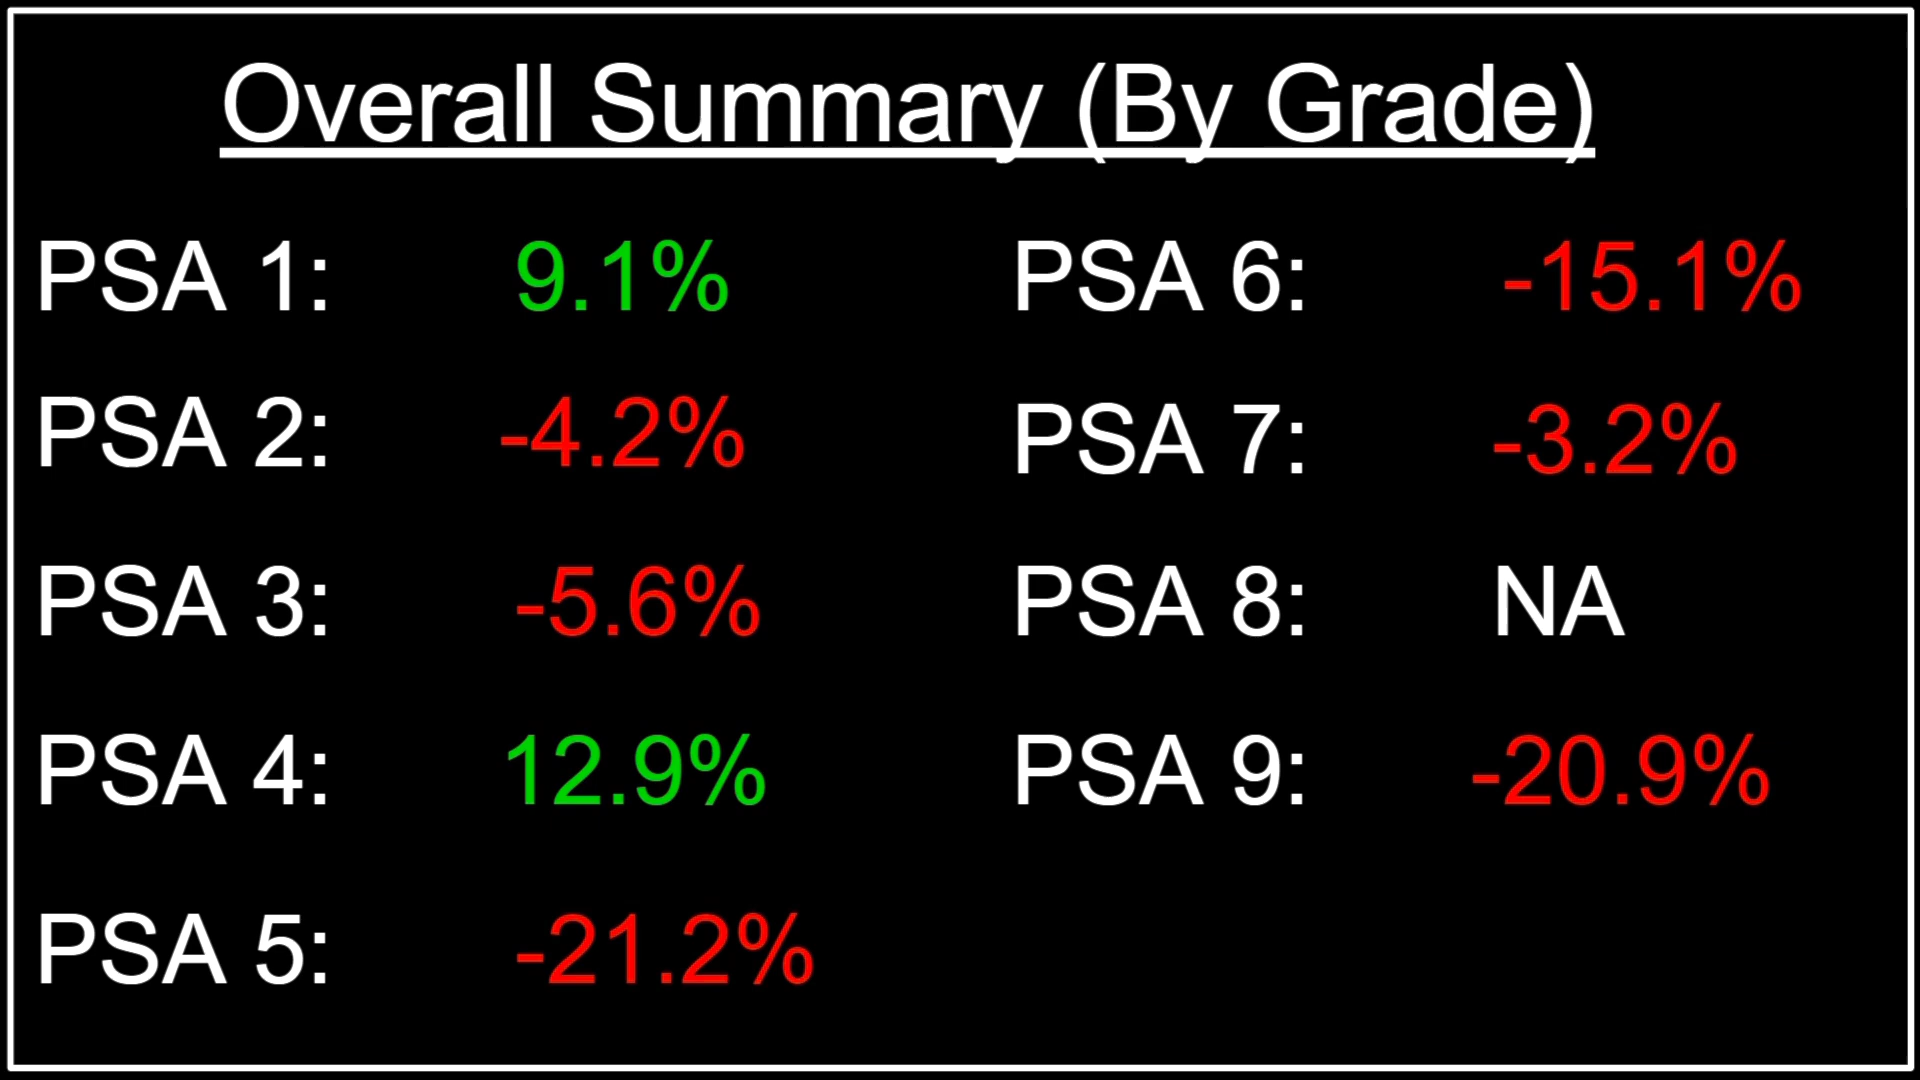 Overall Summary (By Grade)
PSA 1: 9.1%
PSA 2: -4.2%
PSA 3: -5.6%
PSA 4: 12.9%
PSA 5: -21.2%
PSA 6: -15.1%
PSA 7: -3.2%
PSA 8: NA
PSA 9: -20.9%